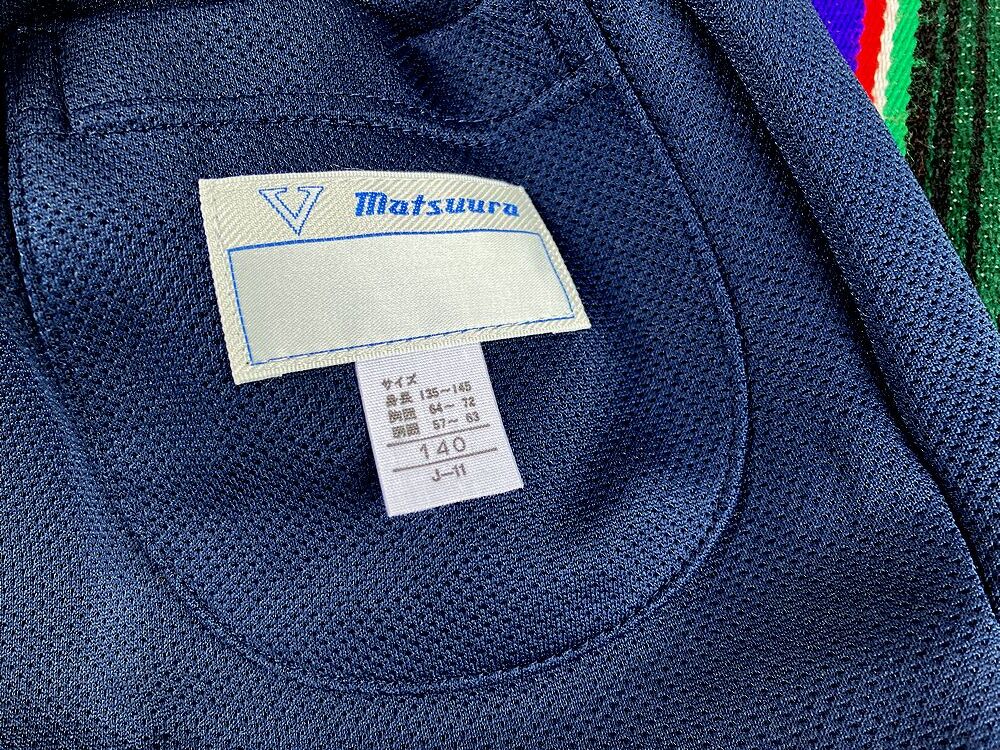 Matsuura
サイズ
身長 135～145
胸囲 64～ 72
胴囲 57～ 63
140
J-11